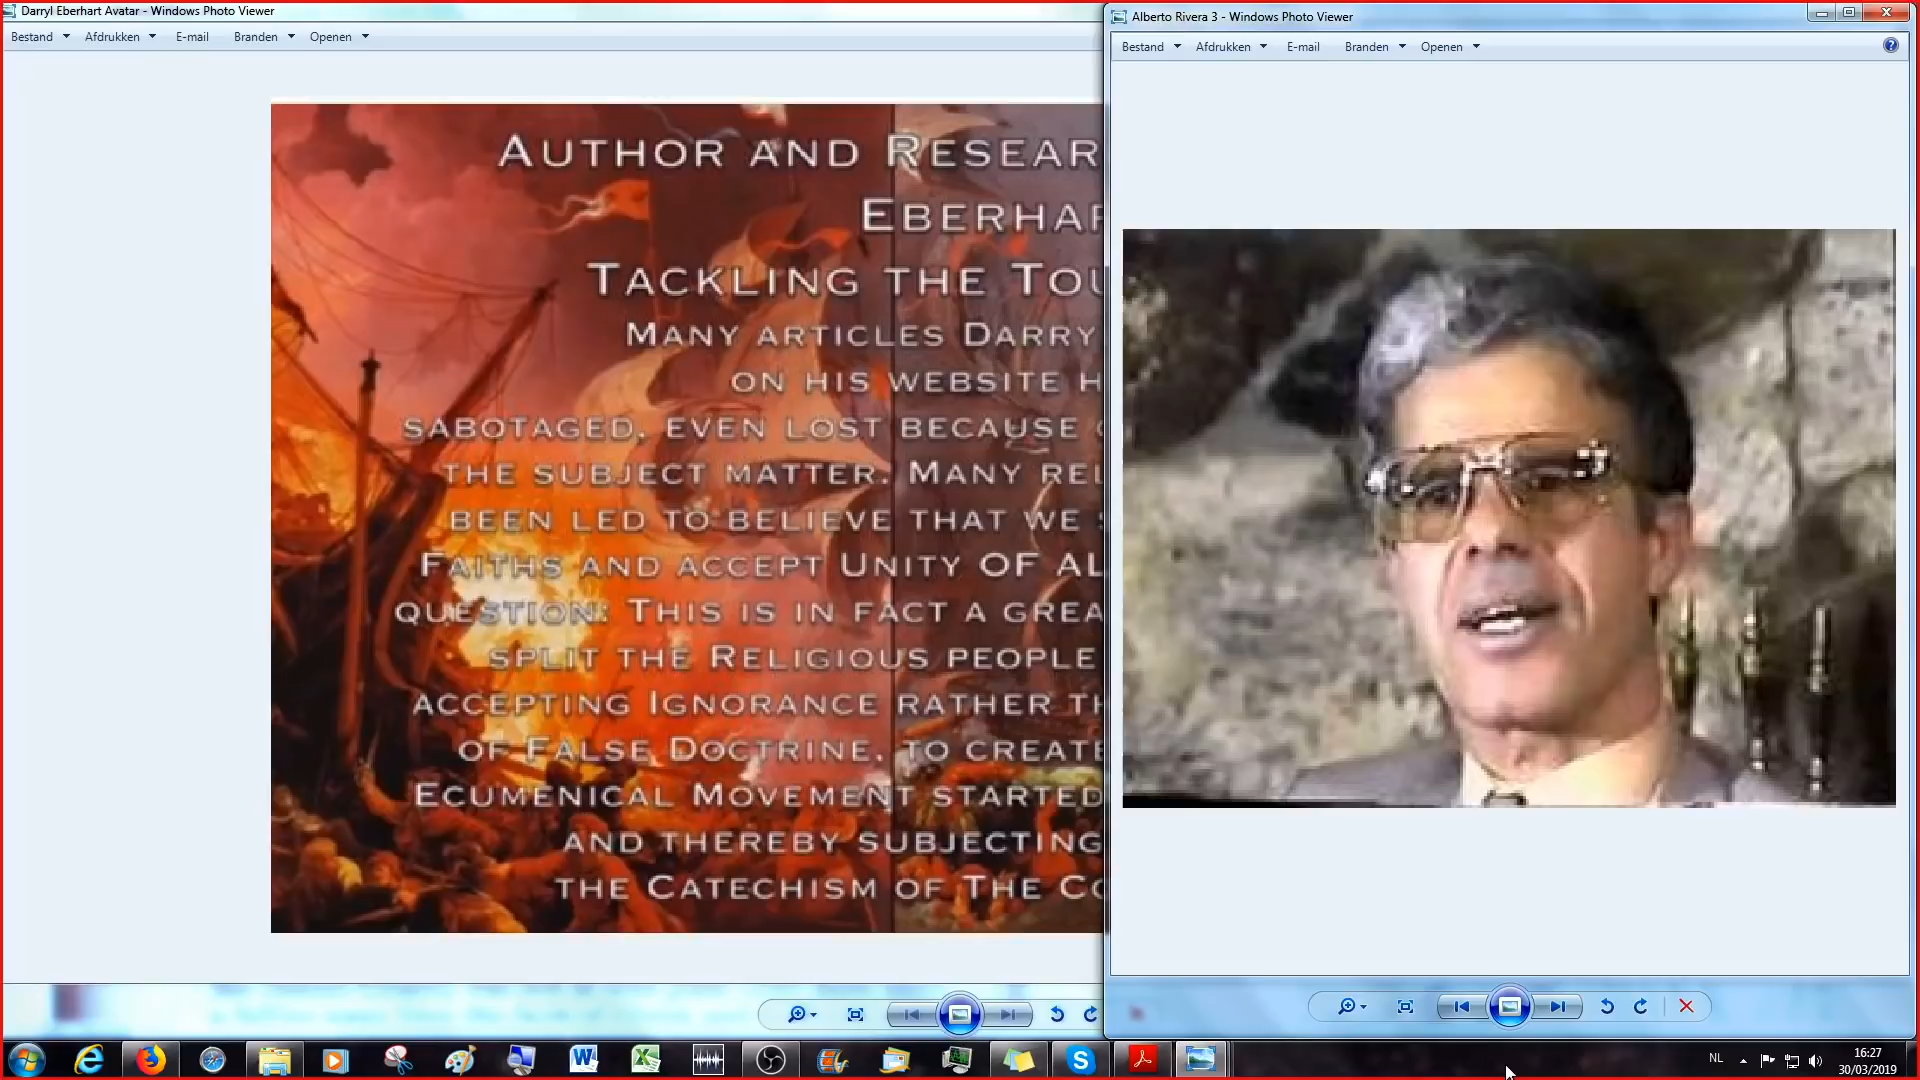 Darryl Eberhart Avatar - Windows Photo Viewer
Bestand Afdrukken E-mail Branden Openen
AUTHOR AND RESEAR
EBERHAR
TACKLING THE TOU
MANY ARTICLES DARRY
ON HIS WEBSITE H
SABOTAGED, EVEN LOST BECAUSE
THE SUBJECT MATTER. MANY REL
BEEN LED TO BELIEVE THAT WE
FAITHS AND ACCEPT UNITY OF AL
QUESTION: THIS IS IN FACT A GREA
SPLIT THE RELIGIOUS PEOPLE
ACCEPTING IGNORANCE RATHER TH
OF FALSE DOCTRINE, TO CREATE
ECUMENICAL MOVEMENT STARTED
AND THEREBY SUBJECTING
THE CATECHISM OF THE CO
Alberto Rivera 3 - Windows Photo Viewer
Bestand Afdrukken E-mail Branden Openen
NL
16:27
30/03/2019